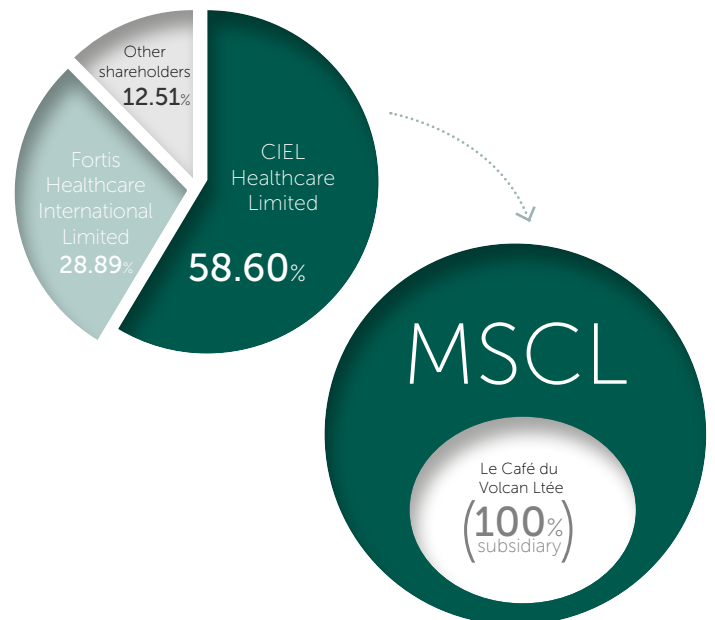 Other
shareholders
12.51%
Fortis
Healthcare
International
Limited
28.89%
CIEL
Healthcare
Limited
58.60%
MSCL
Le Café du
Volcan Ltée
(100%
subsidiary)